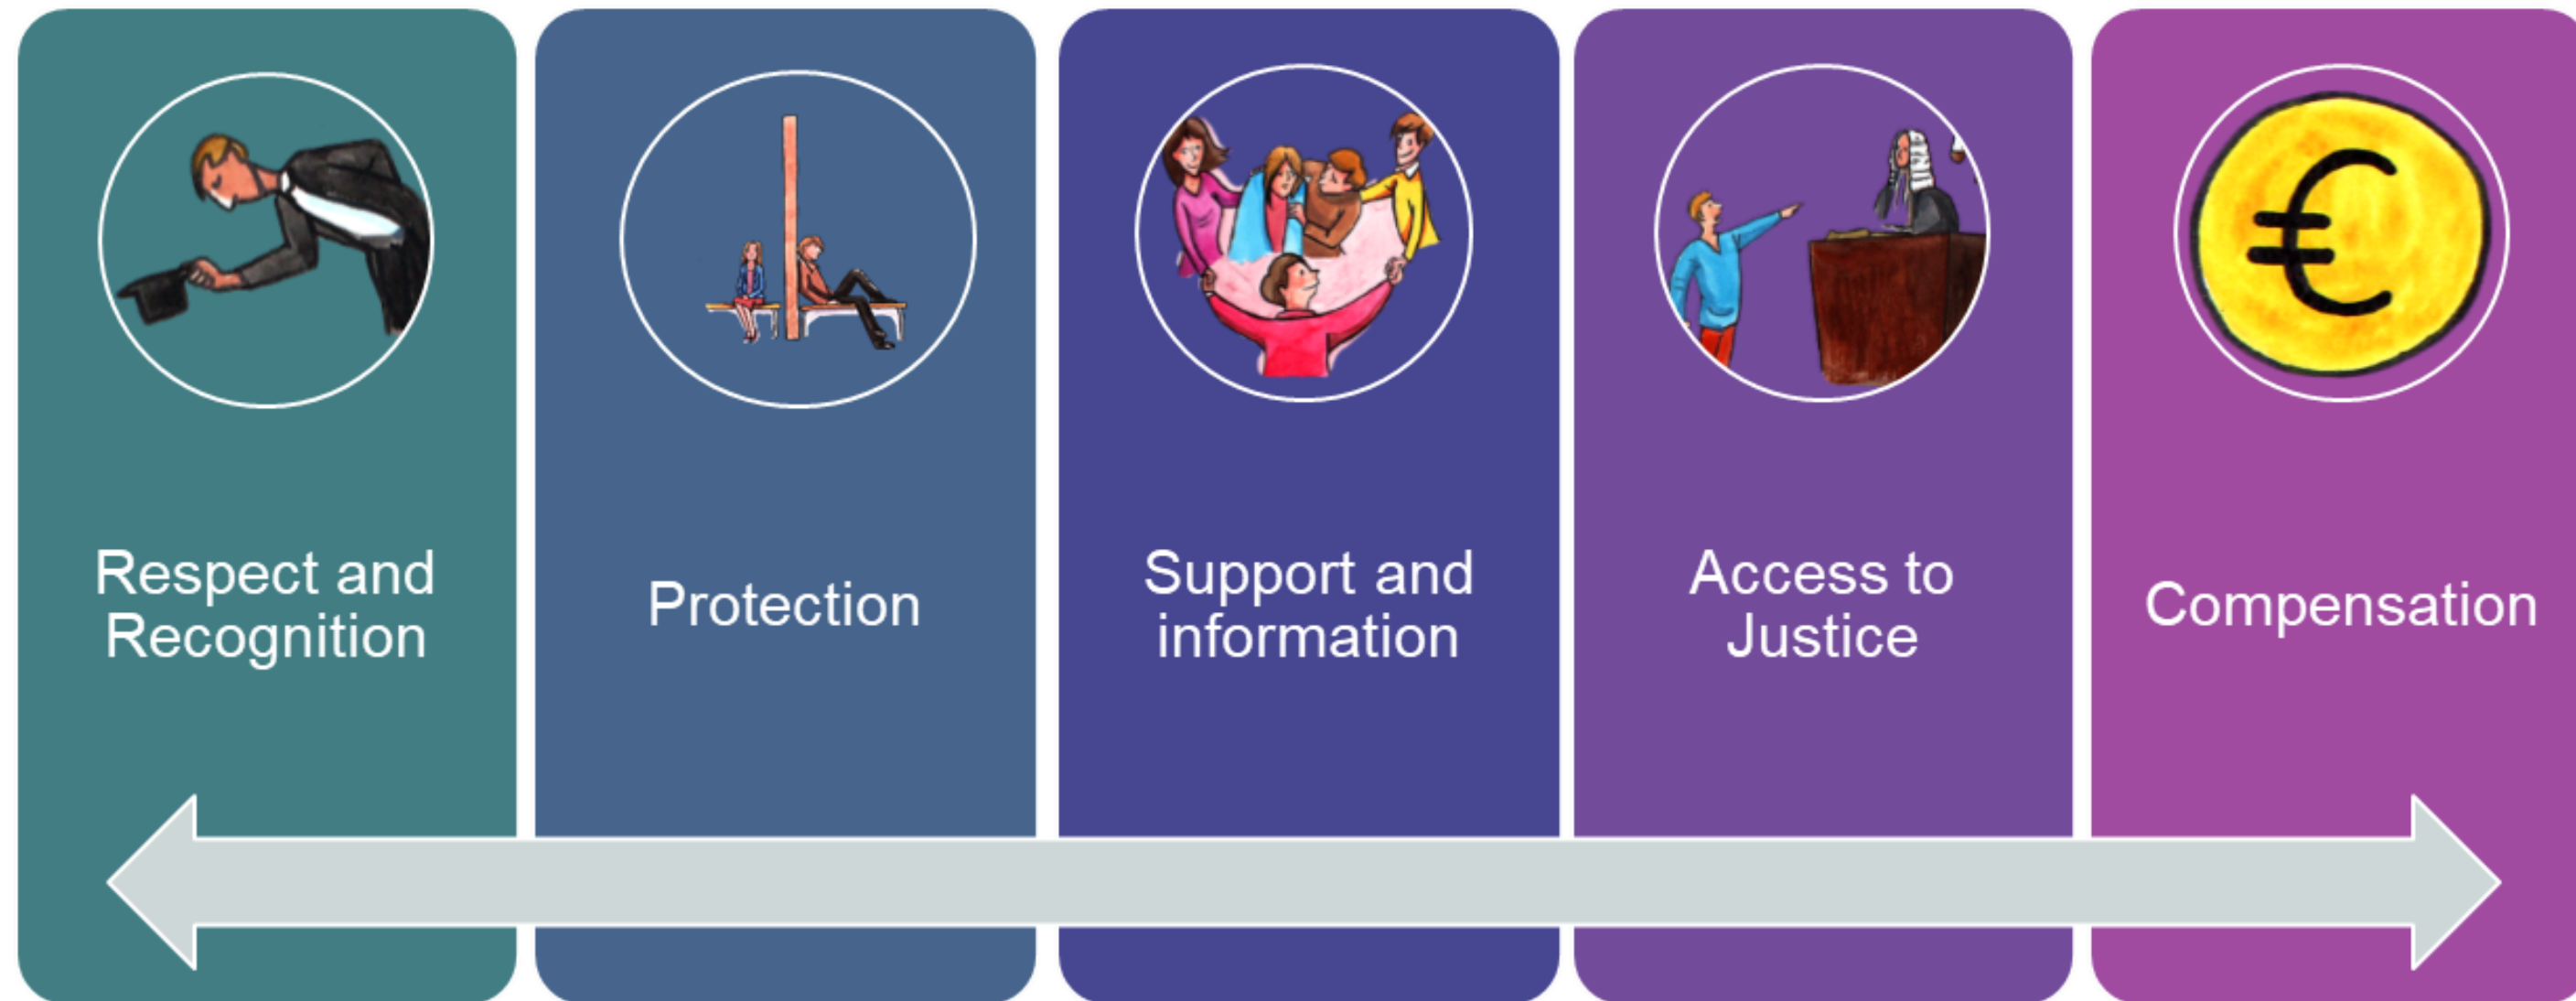 Respect and
Recognition
Protection
Support and
information
Access to
Justice
Compensation
€